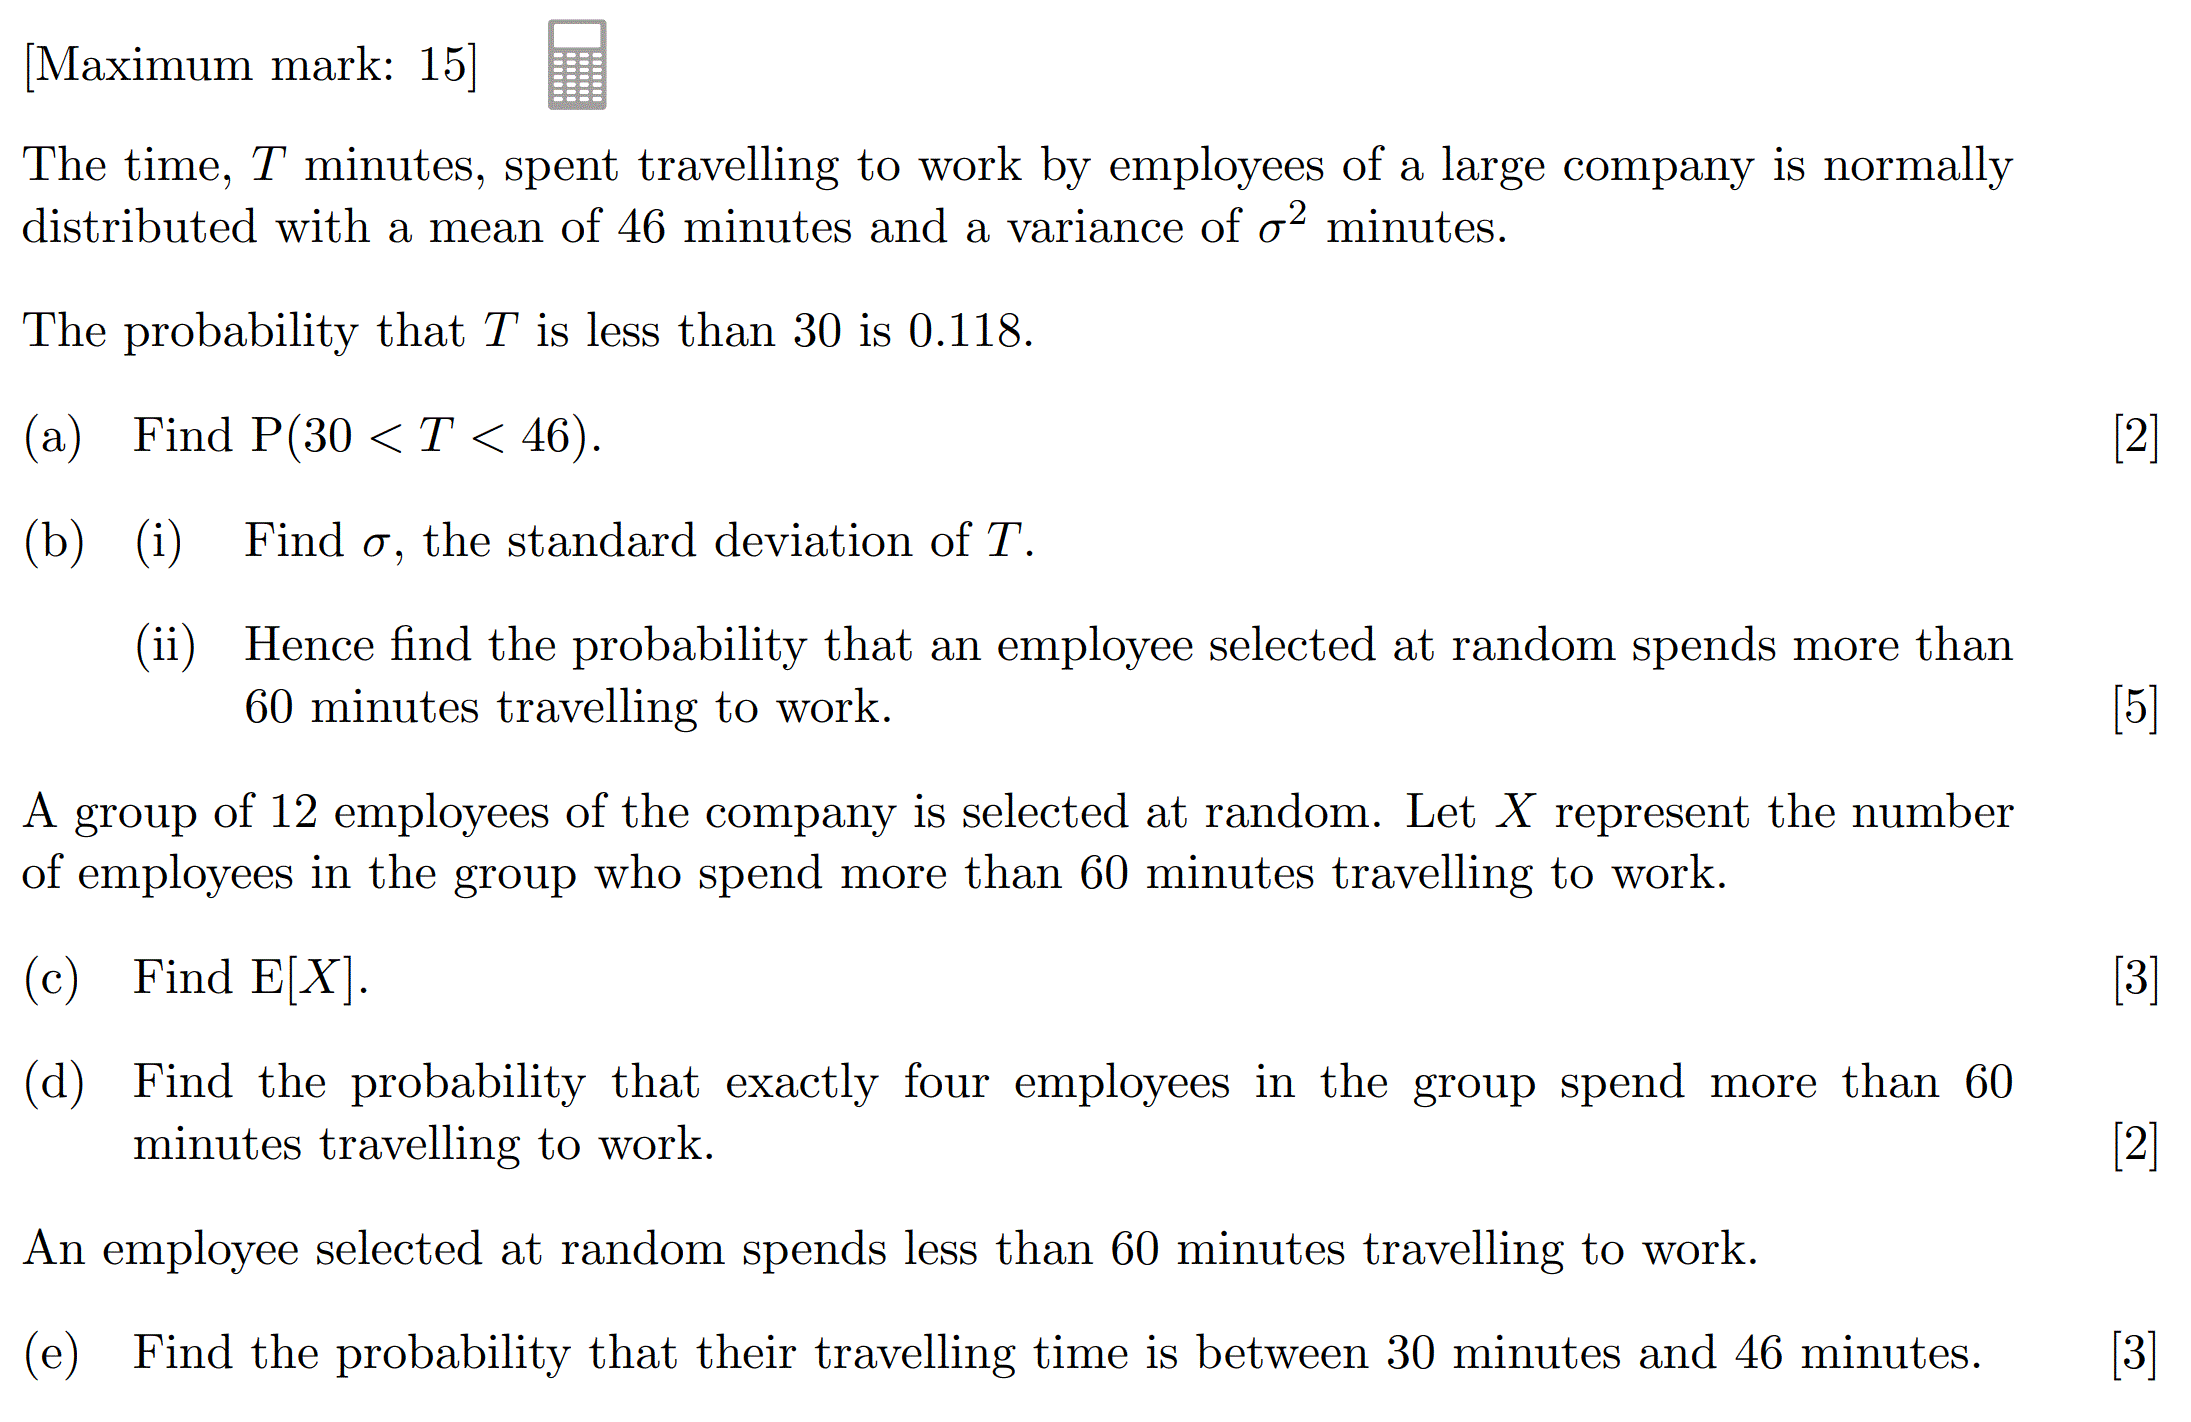 [Maximum mark: 15]
The time, T minutes, spent travelling to work by employees of a large company is normally
distributed with a mean of 46 minutes and a variance of σ² minutes.
The probability that T is less than 30 is 0.118.
(a) Find P(30 < T < 46). [2]
(b) (i) Find σ, the standard deviation of T.
(ii) Hence find the probability that an employee selected at random spends more than
60 minutes travelling to work. [5]
A group of 12 employees of the company is selected at random. Let X represent the number
of employees in the group who spend more than 60 minutes travelling to work.
(c) Find E[X]. [3]
(d) Find the probability that exactly four employees in the group spend more than 60
minutes travelling to work. [2]
An employee selected at random spends less than 60 minutes travelling to work.
(e) Find the probability that their travelling time is between 30 minutes and 46 minutes. [3]